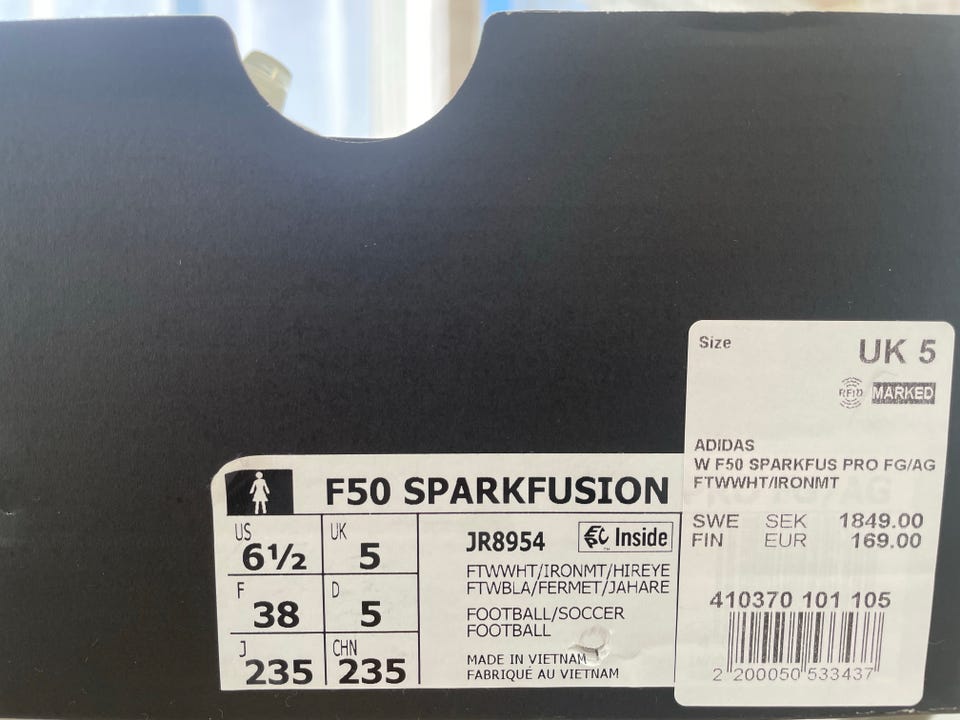 F50 SPARKFUSION
US
6½
UK
5
F
38
D
5
J
235
CHN
235
JR8954
Inside
FTWWHT/IRONMT/HIREYE
FTWBLA/FERMET/JAHARE
FOOTBALL/SOCCER
FOOTBALL
MADE IN VIETNAM
FABRIQUÉ AU VIETNAM
Size
UK 5
RFID MARKED
ADIDAS
W F50 SPARKFUS PRO FG/AG
FTWWHT/IRONMT
SWE SEK 1849.00
FIN EUR 169.00
410370 101 105
2 200050 533437